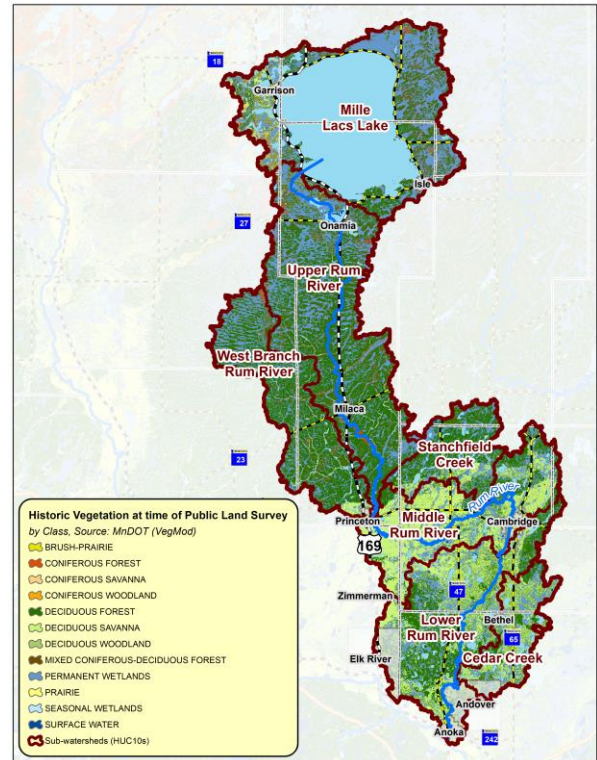 18
Garrison
Mille
Lacs Lake
Isle
27
Onamia
Upper Rum
River
West Branch
Rum River
Milaca
Stanchfield
Creek
23
Rum River
Historic Vegetation at time of Public Land Survey
by Class, Source: MnDOT (VegMod)
BRUSH-PRAIRIE
CONIFEROUS FOREST
CONIFEROUS SAVANNA
CONIFEROUS WOODLAND
DECIDUOUS FOREST
DECIDUOUS SAVANNA
DECIDUOUS WOODLAND
MIXED CONIFEROUS-DECIDUOUS FOREST
PERMANENT WETLANDS
PRAIRIE
SEASONAL WETLANDS
SURFACE WATER
Sub-watersheds (HUC10s)
Princeton
Middle
Rum River
Cambridge
169
Zimmerman
47
Lower
Rum River
Bethel
65
Elk River
Cedar Creek
Andover
Anoka
242